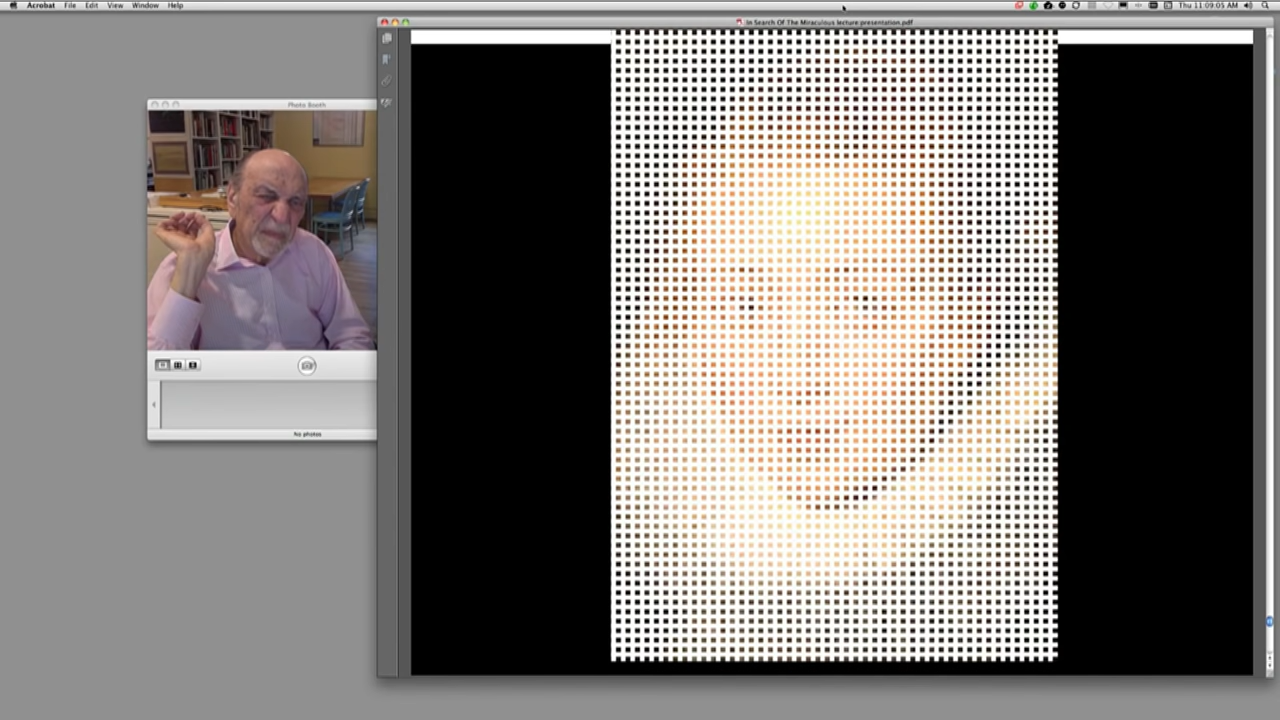 Acrobat File Edit View Window Help
Thu 11:09:05 AM
In Search Of The Miraculous lecture presentation.pdf
Photo Booth
No photos